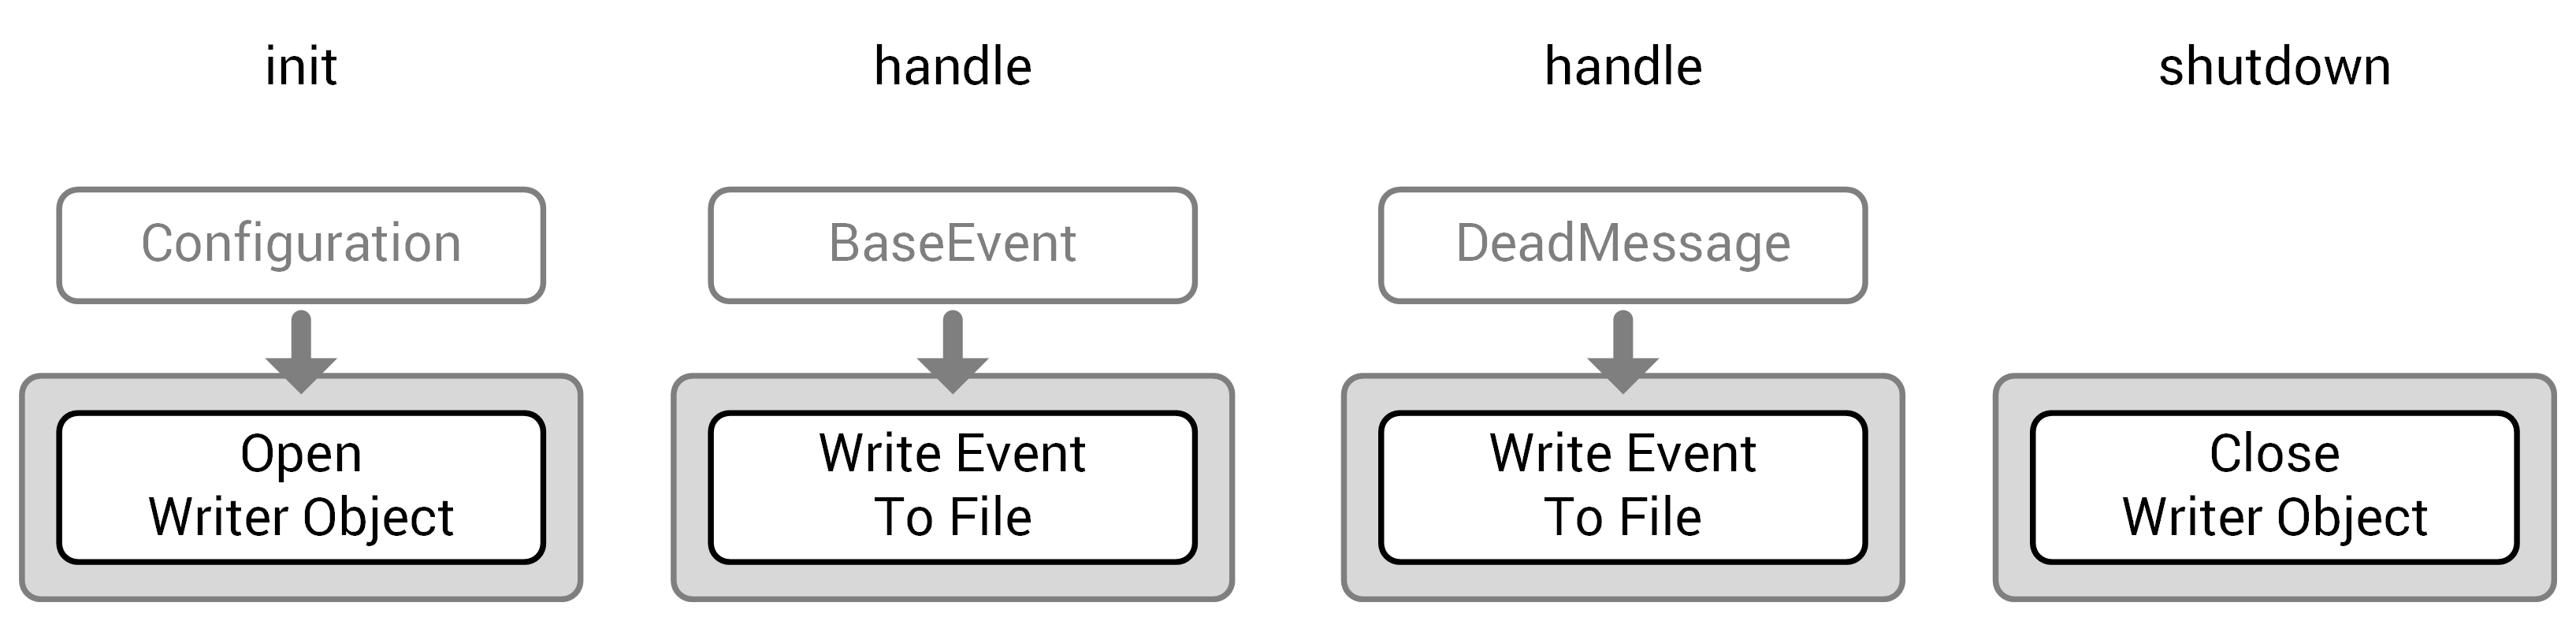 init
handle
handle
shutdown
Configuration
BaseEvent
DeadMessage
Open
Writer Object
Write Event
To File
Write Event
To File
Close
Writer Object